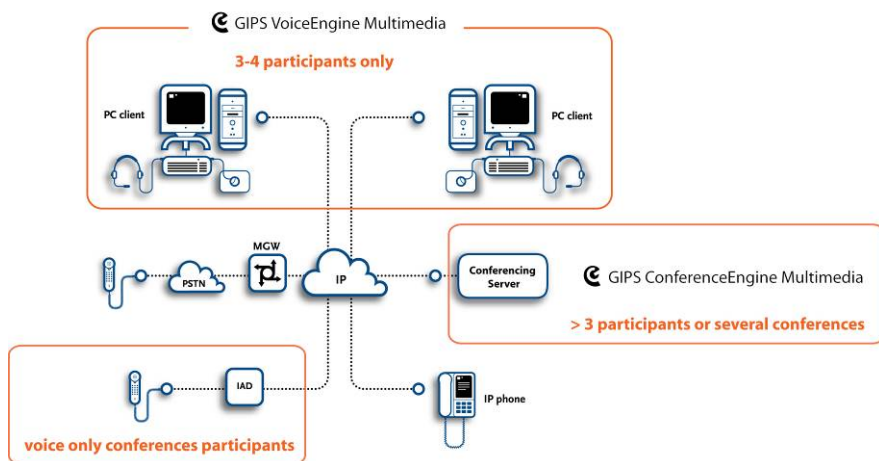 GIPS VoiceEngine Multimedia
3-4 participants only
PC client
PC client
MGW
PSTN
IP
Conferencing
Server
GIPS ConferenceEngine Multimedia
> 3 participants or several conferences
IAD
IP phone
voice only conferences participants